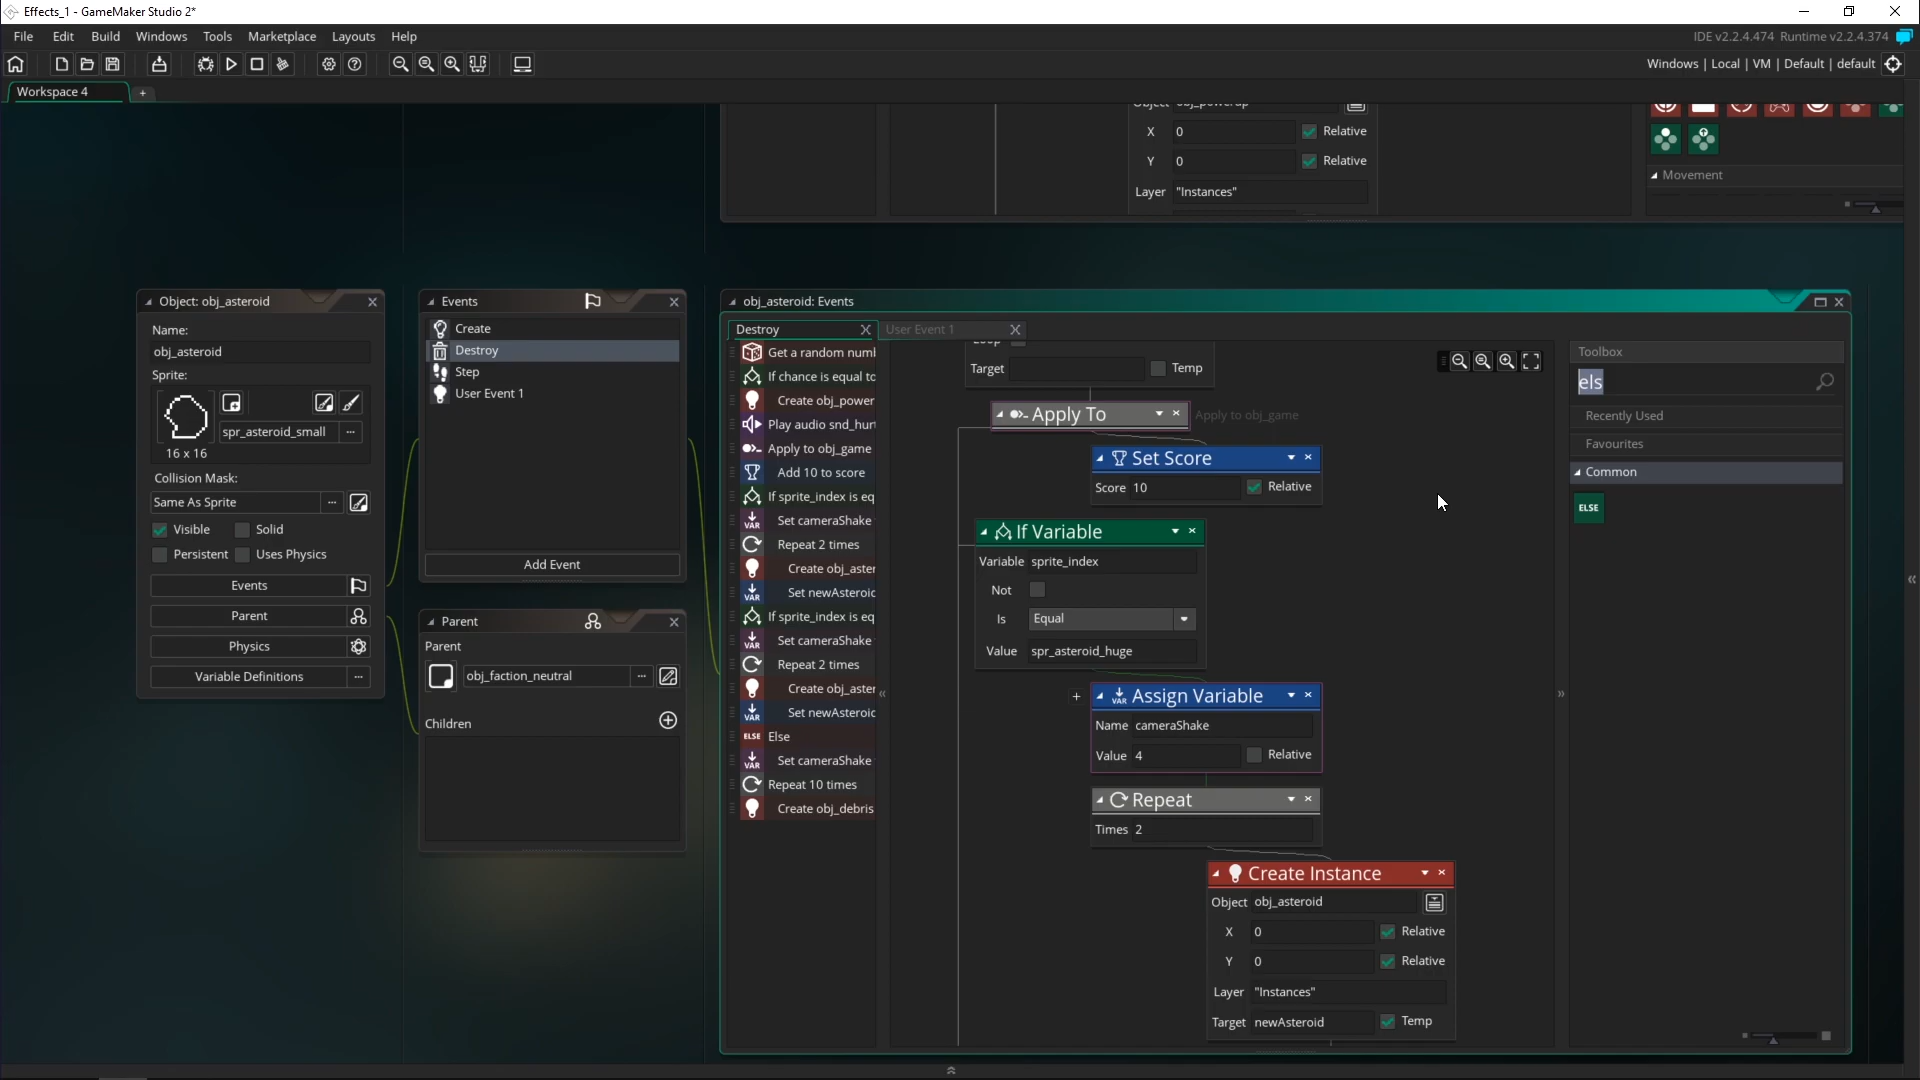 Effects_1 - GameMaker Studio 2*
File Edit Build Windows Tools Marketplace Layouts Help
IDE v2.2.4.474 Runtime v2.2.4.374
Windows | Local | VM | Default | default
Workspace 4
X 0 Relative
Y 0 Relative
Layer "Instances"
Movement
Object: obj_asteroid
Name:
obj_asteroid
Sprite:
spr_asteroid_small
16 x 16
Collision Mask:
Same As Sprite
Visible Solid
Persistent Uses Physics
Events
Parent
Physics
Variable Definitions
Events
Create
Destroy
Step
User Event 1
Add Event
Parent
Parent
obj_faction_neutral
Children
obj_asteroid: Events
Destroy User Event 1
Get a random numl
If chance is equal to
Create obj_power
Play audio snd_hurt
Apply to obj_game
Add 10 to score
If sprite_index is eq
Set cameraShake
Repeat 2 times
Create obj_aster
Set newAsteroic
If sprite_index is eq
Set cameraShake
Repeat 2 times
Create obj_aster
Set newAsteroic
ELSE Else
Set cameraShake
Repeat 10 times
Create obj_debris
Target Temp
Apply To
Apply to obj_game
Set Score
Score 10 Relative
If Variable
Variable sprite_index
Not
Is Equal
Value spr_asteroid_huge
VAR Assign Variable
Name cameraShake
Value 4 Relative
Repeat
Times 2
Create Instance
Object obj_asteroid
X 0 Relative
Y 0 Relative
Layer "Instances"
Target newAsteroid Temp
Toolbox
els
Recently Used
Favourites
Common
ELSE